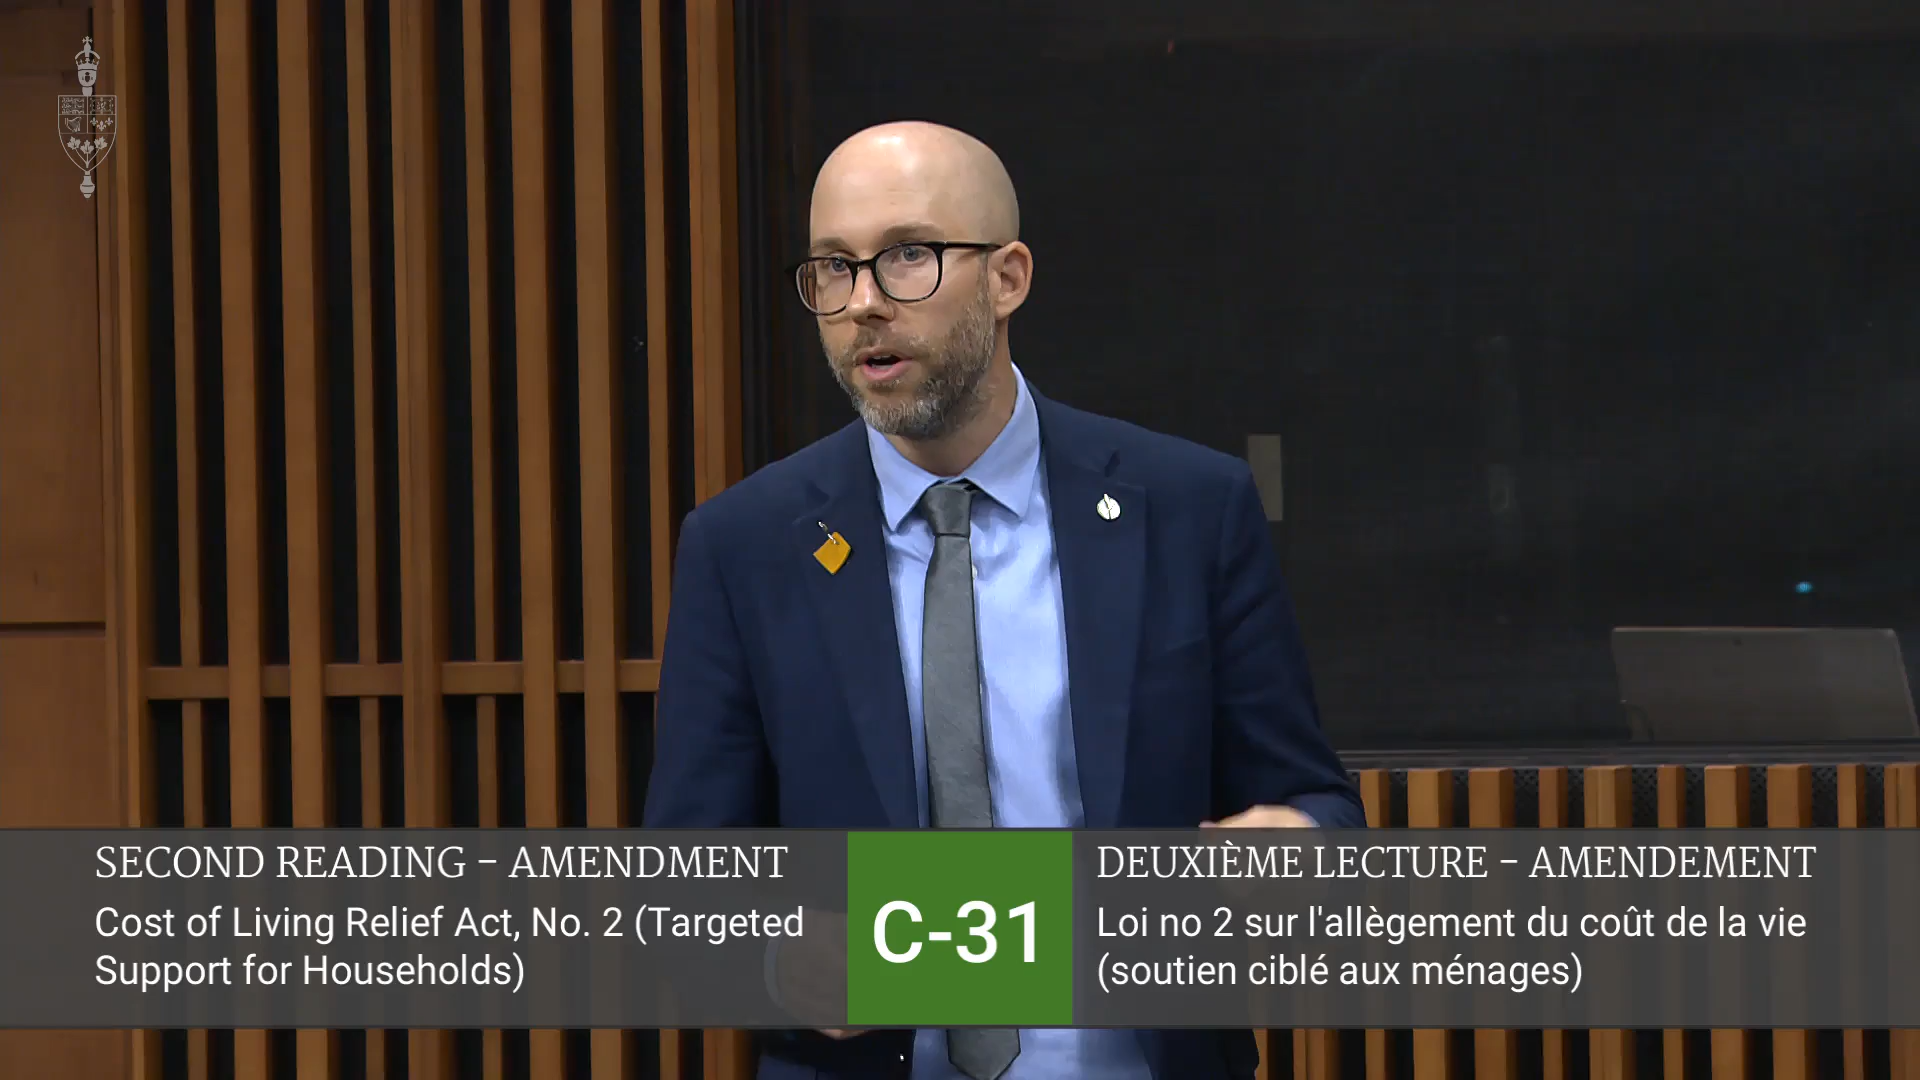 SECOND READING – AMENDMENT
Cost of Living Relief Act, No. 2 (Targeted
Support for Households)
C-31
DEUXIÈME LECTURE – AMENDEMENT
Loi no 2 sur l'allègement du coût de la vie
(soutien ciblé aux ménages)